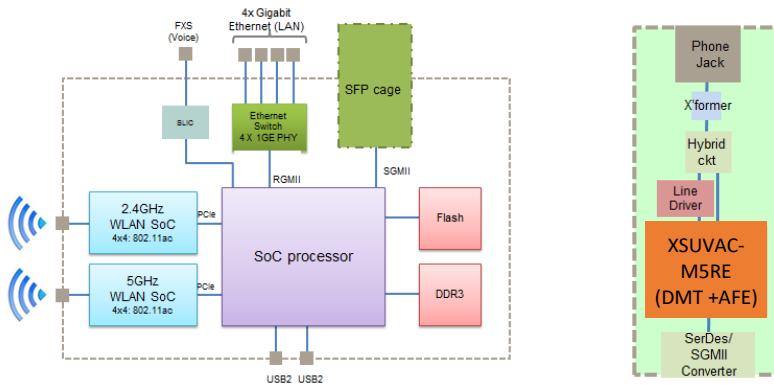 FXS
(Voice)
4x Gigabit
Ethernet (LAN)
SLIC
Ethernet
Switch
4 X 1GE PHY
SFP cage
RGMII
SGMII
2.4GHz
WLAN SoC
4x4: 802.11ac
PCIe
5GHz
WLAN SoC
4x4: 802.11ac
PCIe
SoC processor
Flash
DDR3
USB2
USB2
Phone
Jack
X'former
Hybrid
ckt
Line
Driver
XSUVAC-
M5RE
(DMT +AFE)
SerDes/
SGMII
Converter